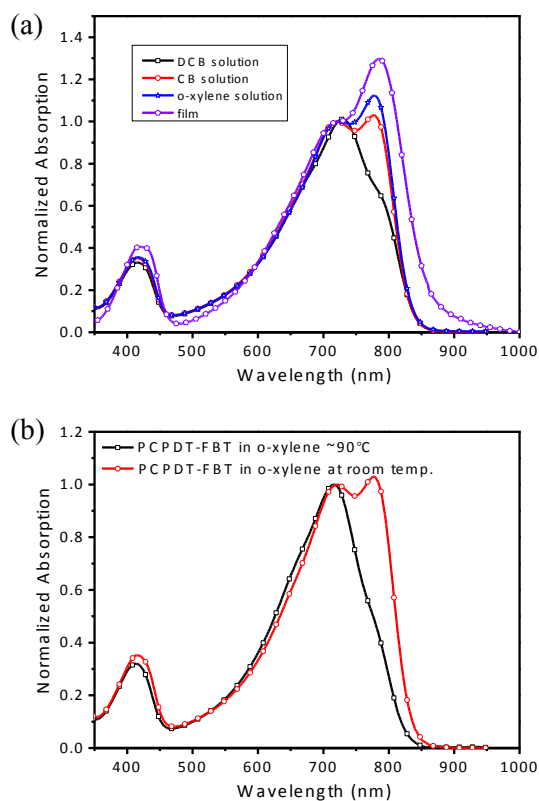 (a)
1.4
1.2
1.0
0.8
0.6
0.4
0.2
0.0
Normalized Absorption
DCB solution
CB solution
o-xylene solution
film
400 500 600 700 800 900 1000
Wavelength (nm)
(b)
1.2
1.0
0.8
0.6
0.4
0.2
0.0
Normalized Absorption
PCPDT-FBT in o-xylene ~90℃
PCPDT-FBT in o-xylene at room temp.
400 500 600 700 800 900 1000
Wavelength (nm)